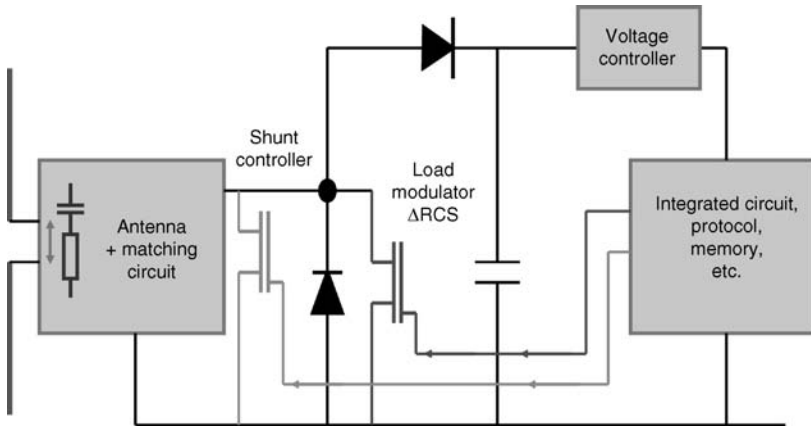 Voltage
controller
Shunt
controller
Load
modulator
ΔRCS
Antenna
+ matching
circuit
Integrated circuit,
protocol,
memory,
etc.